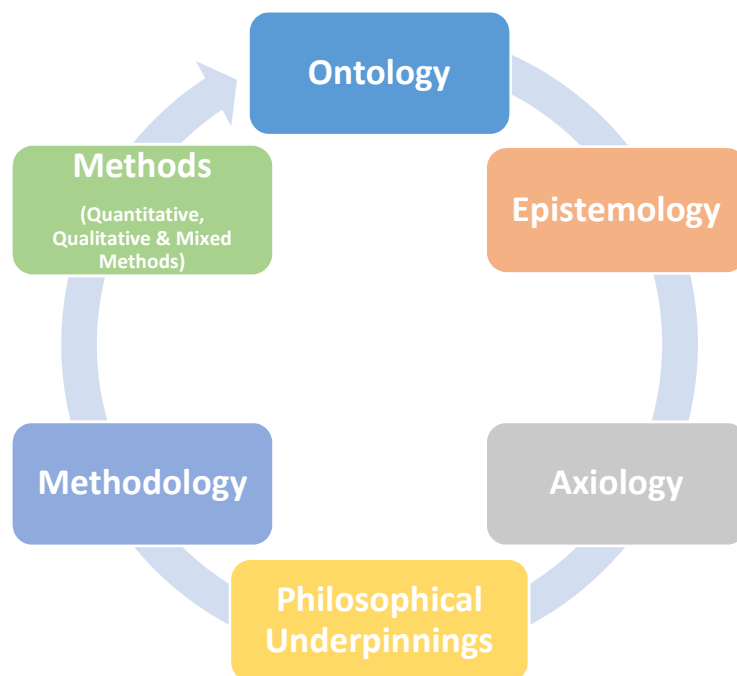 Ontology
Epistemology
Axiology
Philosophical
Underpinnings
Methodology
Methods
(Quantitative,
Qualitative & Mixed
Methods)